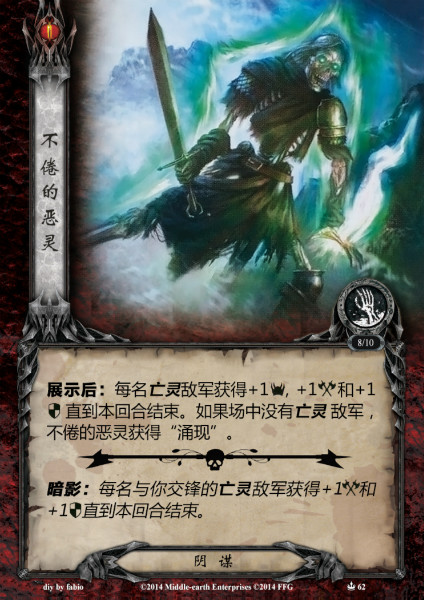 不倦的恶灵
8/10
展示后：每名亡灵敌军获得+1, +1和+1
直到本回合结束。如果场中没有亡灵 敌军，
不倦的恶灵获得“涌现”。
暗影：每名与你交锋的亡灵敌军获得+1和
+1直到本回合结束。
阴 谋
diy by fabio ©2014 Middle-earth Enterprises ©2014 FFG 62